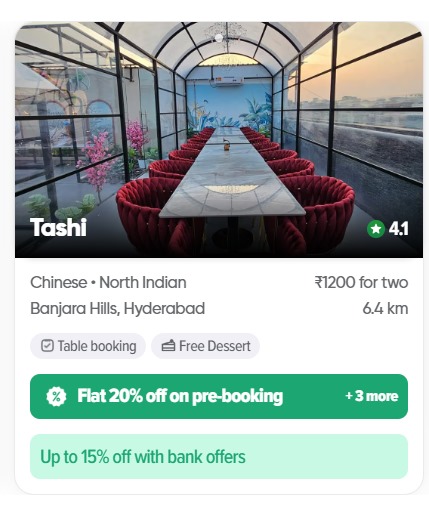 Tashi
4.1
Chinese • North Indian
₹1200 for two
Banjara Hills, Hyderabad
6.4 km
Table booking
Free Dessert
Flat 20% off on pre-booking
+ 3 more
Up to 15% off with bank offers